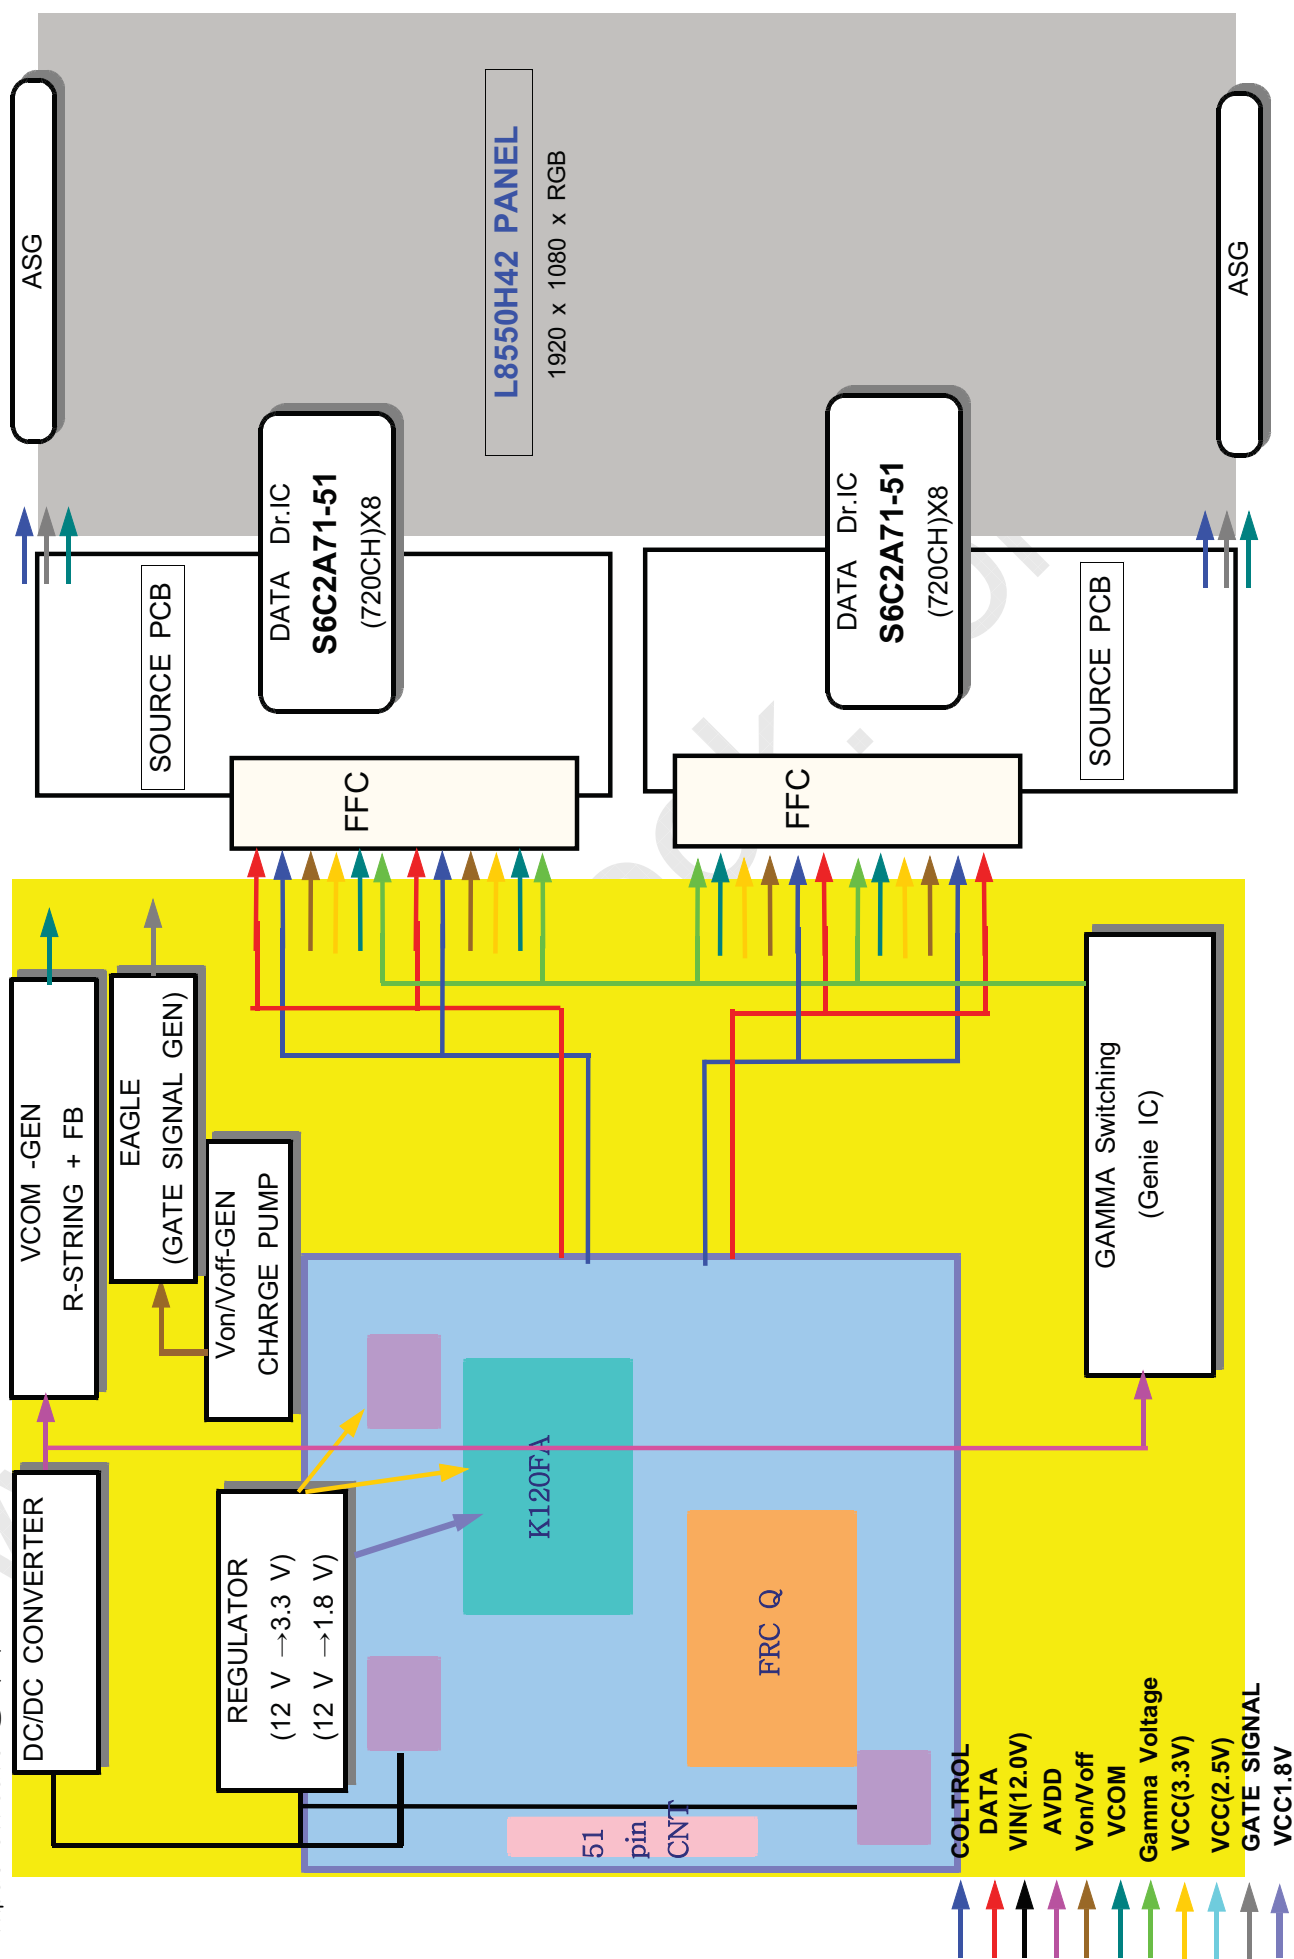 DC/DC CONVERTER
VCOM -GEN
R-STRING + FB
EAGLE
(GATE SIGNAL GEN)
Von/Voff-GEN
CHARGE PUMP
REGULATOR
(12 V →3.3 V)
(12 V →1.8 V)
K120FA
FRC Q
51
pin
CNT
GAMMA Switching
(Genie IC)
FFC
FFC
SOURCE PCB
SOURCE PCB
DATA Dr.IC
S6C2A71-51
(720CH)X8
DATA Dr.IC
S6C2A71-51
(720CH)X8
ASG
ASG
L8550H42 PANEL
1920 x 1080 x RGB
COLTROL
DATA
VIN(12.0V)
AVDD
Von/Voff
VCOM
Gamma Voltage
VCC(3.3V)
VCC(2.5V)
GATE SIGNAL
VCC1.8V